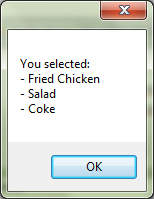 You selected:
- Fried Chicken
- Salad
- Coke
OK